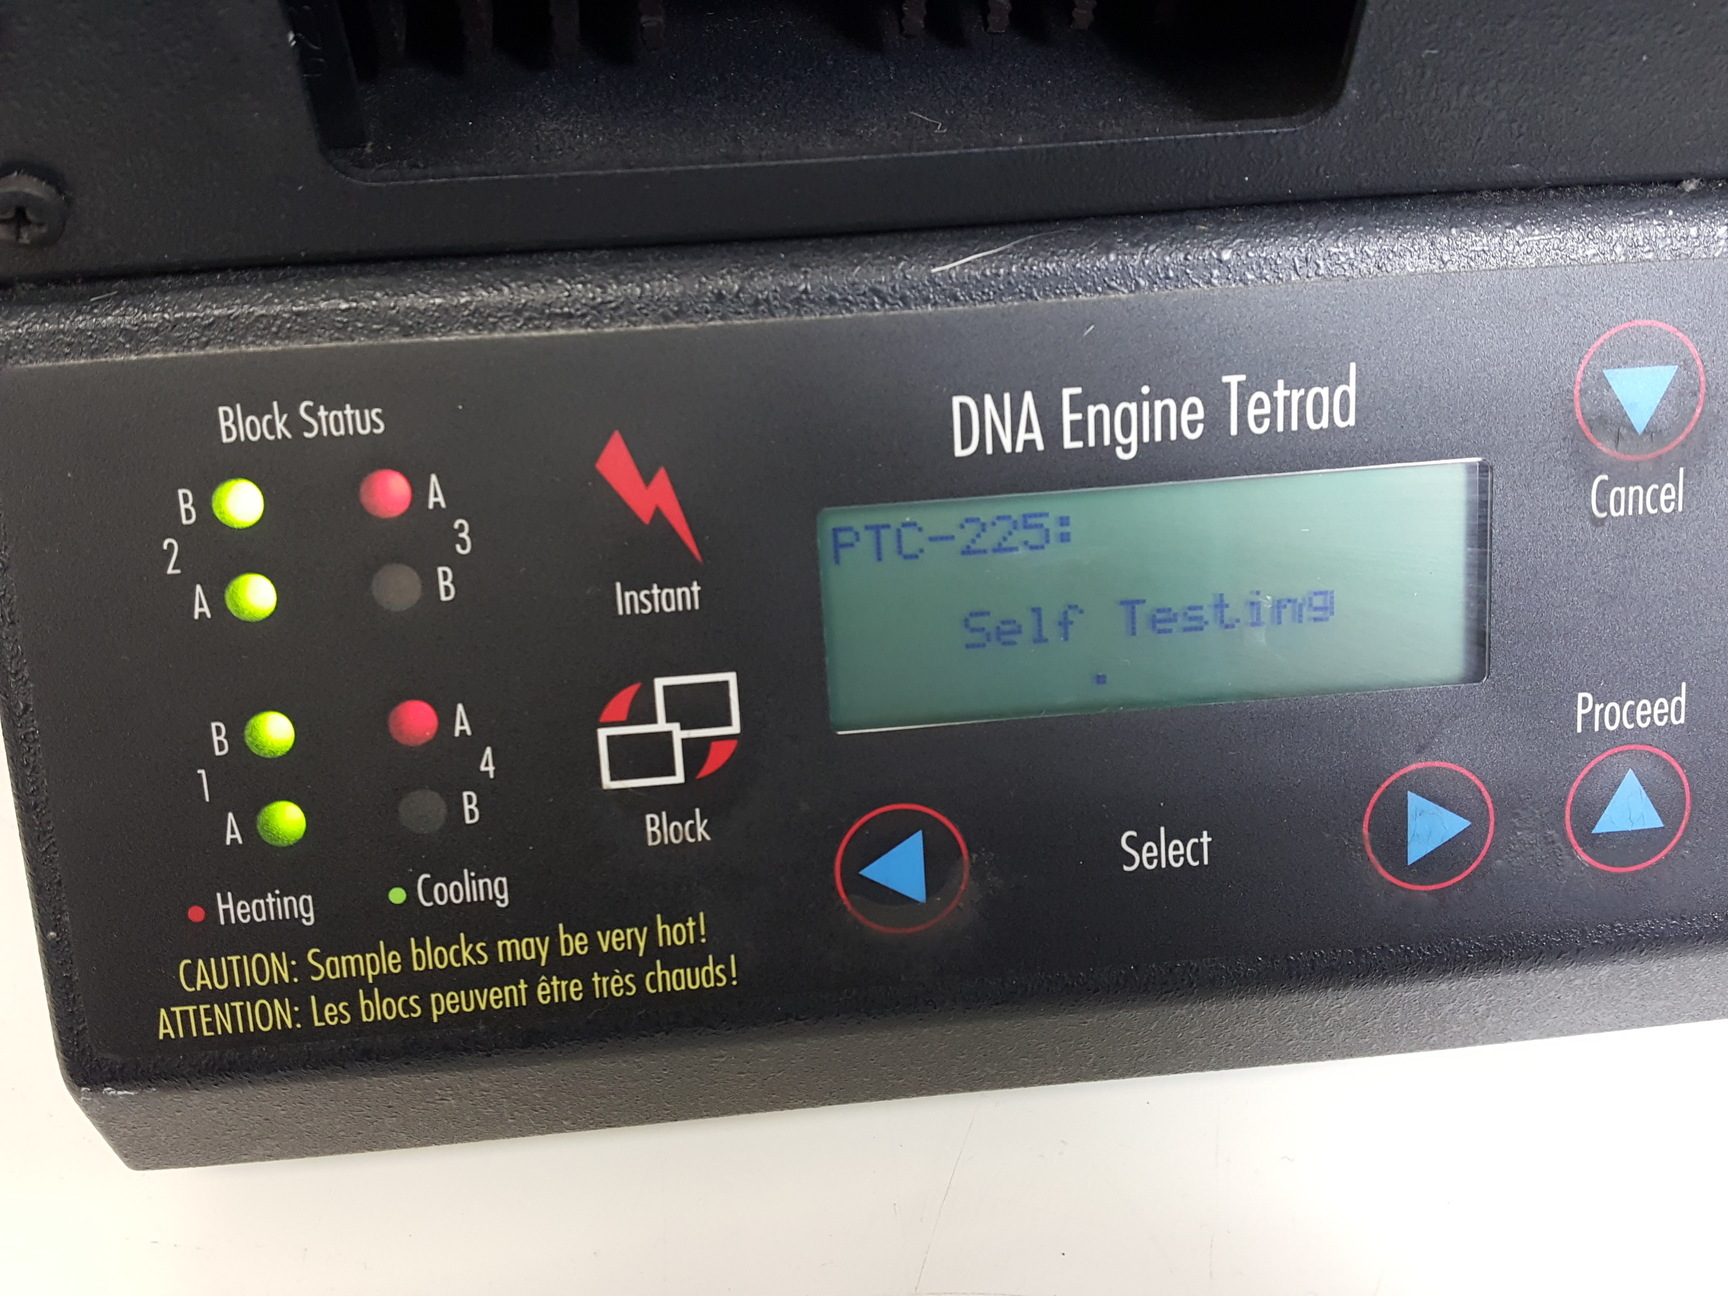 Block Status
B
2
A
A
3
B
B
1
A
A
4
B
Heating
Cooling
CAUTION: Sample blocks may be very hot!
ATTENTION: Les blocs peuvent être très chauds!
Instant
Block
DNA Engine Tetrad
PTC-225:
Self Testing
.
Select
Cancel
Proceed